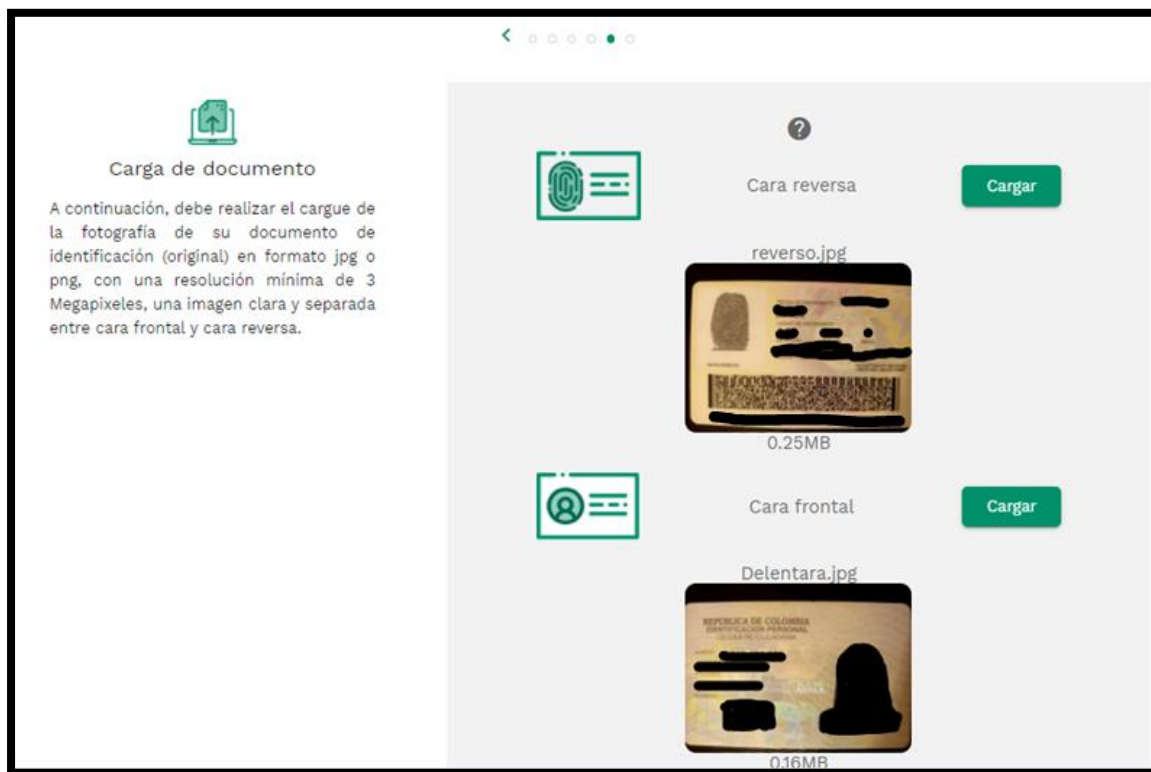 Carga de documento
A continuación, debe realizar el cargue de
la fotografía de su documento de
identificación (original) en formato jpg o
png, con una resolución mínima de 3
Megapixeles, una imagen clara y separada
entre cara frontal y cara reversa.
Cara reversa
Cargar
reverso.jpg
0.25MB
Cara frontal
Cargar
Delentara.jpg
REPUBLICA DE COLOMBIA
IDENTIFICACION PERSONAL
CEDULA DE CIUDADANIA
0.16MB